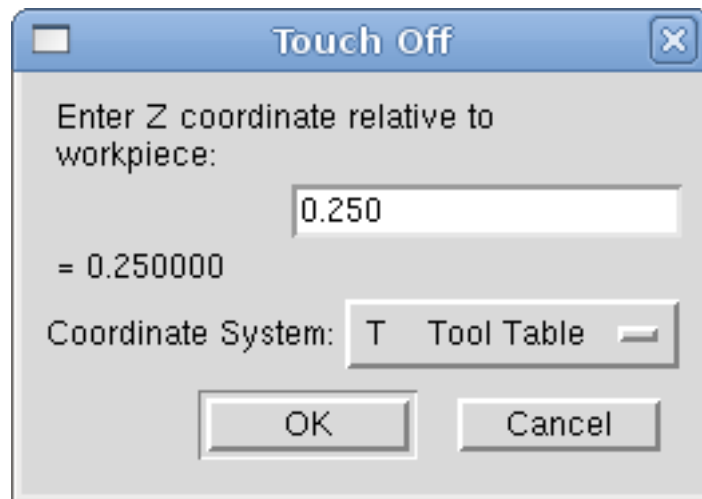 Touch Off
Enter Z coordinate relative to
workpiece:
0.250
= 0.250000
Coordinate System: T Tool Table
OK Cancel